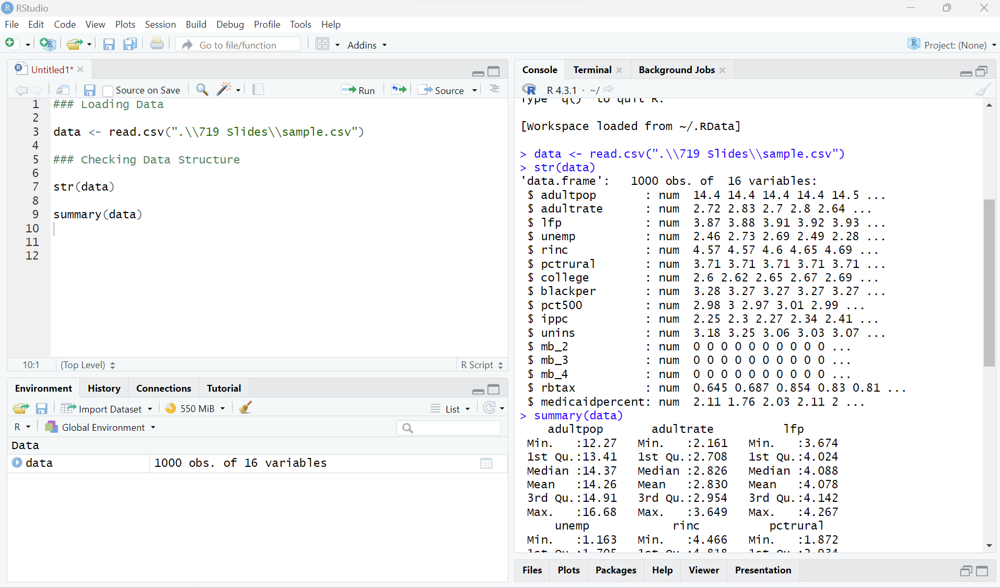 RStudio
File Edit Code View Plots Session Build Debug Profile Tools Help
Go to file/function Addins Project: (None)
Untitled1*
Source on Save Run Source
1 ### Loading Data
2
3 data <- read.csv(".\\719 Slides\\sample.csv")
4
5 ### Checking Data Structure
6
7 str(data)
8
9 summary(data)
10
11
12
10:1 (Top Level) R Script
Environment History Connections Tutorial
Import Dataset 550 MiB List
R Global Environment
Data
data 1000 obs. of 16 variables
Console Terminal Background Jobs
R 4.3.1 · ~/
Type 'q()' to quit R.
[Workspace loaded from ~/.RData]
> data <- read.csv(".\\719 Slides\\sample.csv")
> str(data)
'data.frame': 1000 obs. of 16 variables:
$ adultpop : num 14.4 14.4 14.4 14.4 14.5 ...
$ adultrate : num 2.72 2.83 2.7 2.8 2.64 ...
$ lfp : num 3.87 3.88 3.91 3.92 3.93 ...
$ unemp : num 2.46 2.73 2.69 2.49 2.28 ...
$ rinc : num 4.57 4.57 4.6 4.65 4.69 ...
$ pctrural : num 3.71 3.71 3.71 3.71 3.71 ...
$ college : num 2.6 2.62 2.65 2.67 2.69 ...
$ blackper : num 3.28 3.27 3.27 3.27 3.27 ...
$ pct500 : num 2.98 3 2.97 3.01 2.99 ...
$ ippc : num 2.25 2.3 2.27 2.34 2.41 ...
$ unins : num 3.18 3.25 3.06 3.03 3.07 ...
$ mb_2 : num 0 0 0 0 0 0 0 0 0 0 ...
$ mb_3 : num 0 0 0 0 0 0 0 0 0 0 ...
$ mb_4 : num 0 0 0 0 0 0 0 0 0 0 ...
$ rbtax : num 0.645 0.687 0.854 0.83 0.81 ...
$ medicaidpercent: num 2.11 1.76 2.03 2.11 2 ...
> summary(data)
adultpop adultrate lfp
Min. :12.27 Min. :2.161 Min. :3.674
1st Qu.:13.41 1st Qu.:2.708 1st Qu.:4.024
Median :14.37 Median :2.826 Median :4.088
Mean :14.26 Mean :2.830 Mean :4.078
3rd Qu.:14.91 3rd Qu.:2.954 3rd Qu.:4.142
Max. :16.68 Max. :3.649 Max. :4.267
unemp rinc pctrural
Min. :1.163 Min. :4.466 Min. :1.872
1st Qu.:1.705 1st Qu.:4.818 1st Qu.:2.934
Files Plots Packages Help Viewer Presentation